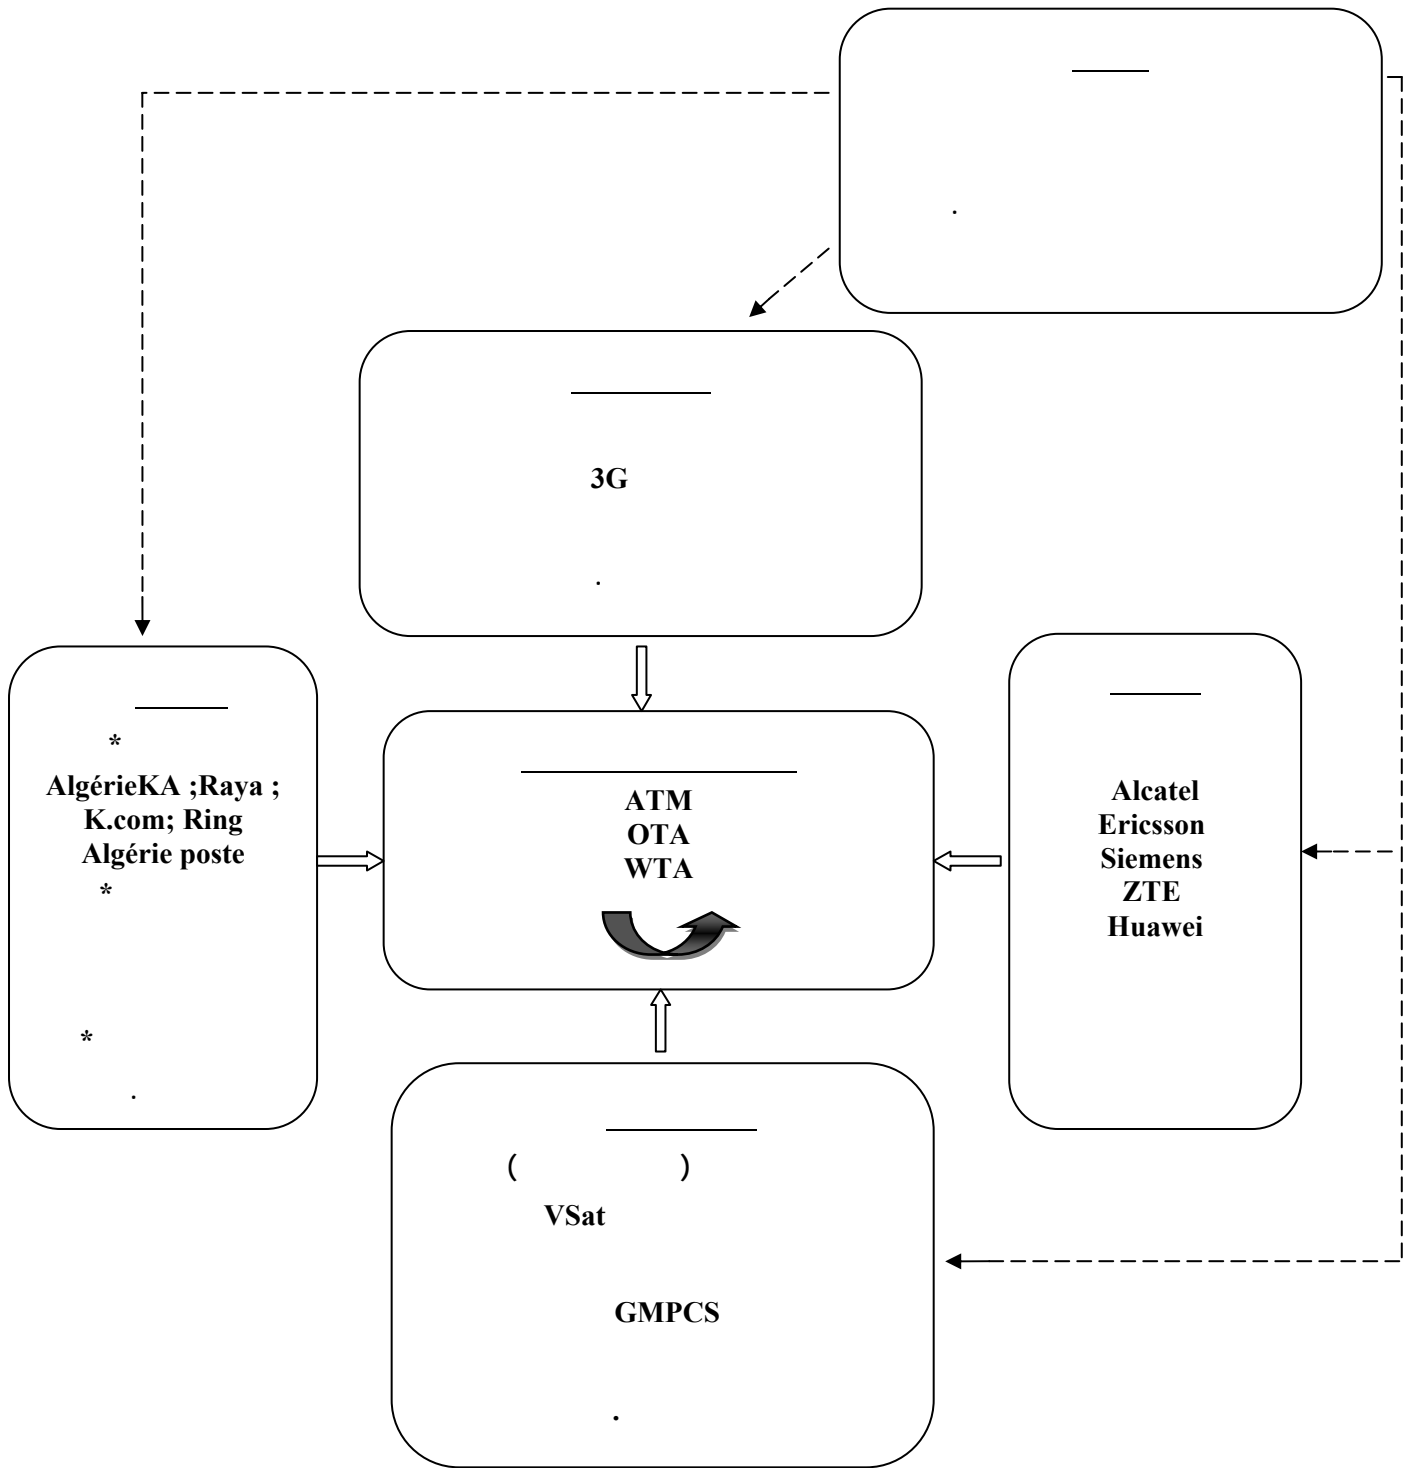 .
3G
.
*
AlgérieKA ;Raya ;
K.com; Ring
Algérie poste
*
*
.
ATM
OTA
WTA
Alcatel
Ericsson
Siemens
ZTE
Huawei
( )
VSat
GMPCS
.